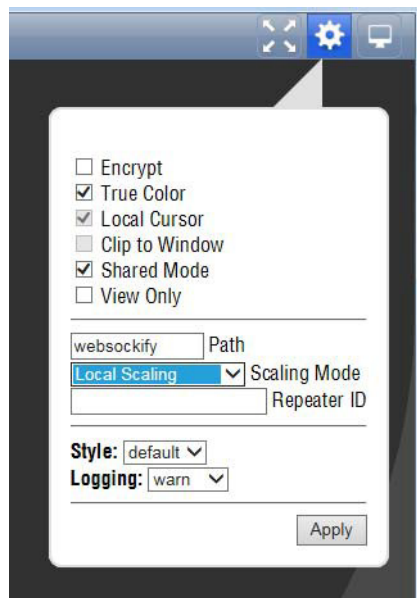 Encrypt
True Color
Local Cursor
Clip to Window
Shared Mode
View Only
websockify Path
Local Scaling Scaling Mode
Repeater ID
Style: default
Logging: warn
Apply